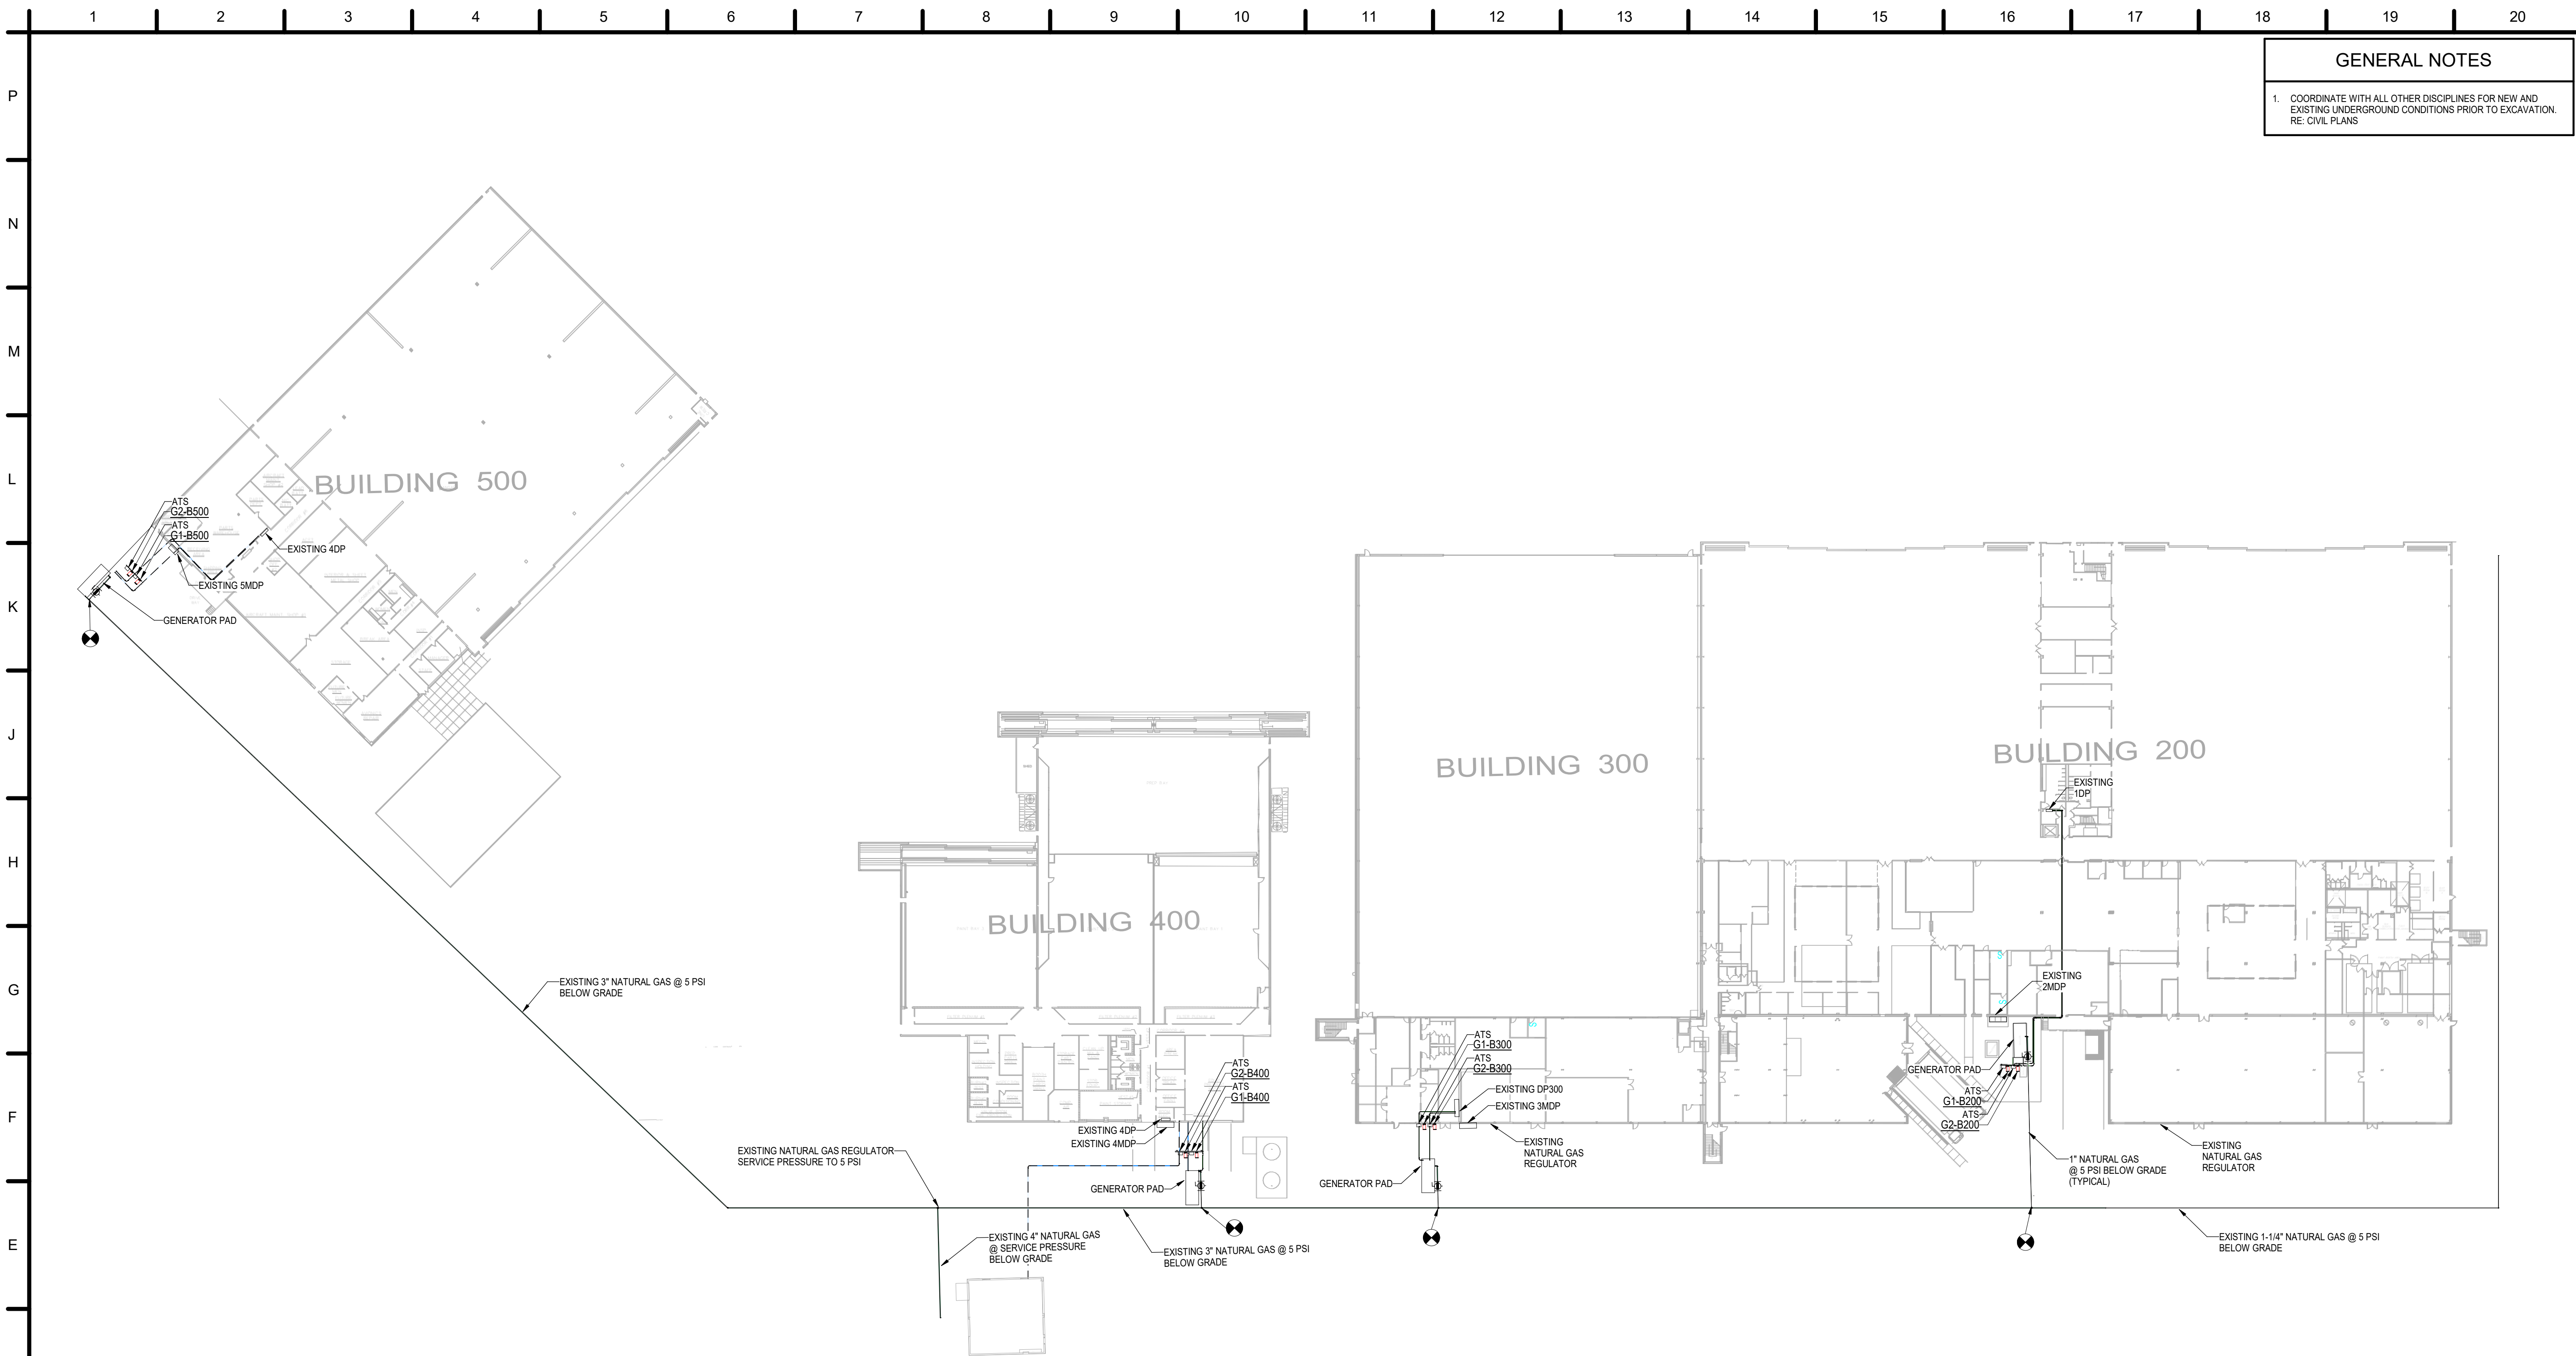 1 2 3 4 5 6 7 8 9 10 11 12 13 14 15 16 17 18 19 20
P
N
M
L
K
J
H
G
F
E
GENERAL NOTES
1. COORDINATE WITH ALL OTHER DISCIPLINES FOR NEW AND
EXISTING UNDERGROUND CONDITIONS PRIOR TO EXCAVATION.
RE: CIVIL PLANS
BUILDING 500
ATS
G2-B500
ATS
G1-B500
EXISTING 4DP
EXISTING 5MDP
GENERATOR PAD
EXISTING 3" NATURAL GAS @ 5 PSI
BELOW GRADE
BUILDING 400
ATS
G2-B400
ATS
G1-B400
EXISTING 4DP
EXISTING 4MDP
GENERATOR PAD
EXISTING NATURAL GAS REGULATOR
SERVICE PRESSURE TO 5 PSI
EXISTING 4" NATURAL GAS
@ SERVICE PRESSURE
BELOW GRADE
EXISTING 3" NATURAL GAS @ 5 PSI
BELOW GRADE
BUILDING 300
ATS
G1-B300
ATS
G2-B300
EXISTING DP300
EXISTING 3MDP
EXISTING
NATURAL GAS
REGULATOR
GENERATOR PAD
BUILDING 200
EXISTING
1DP
EXISTING
2MDP
GENERATOR PAD
ATS
G1-B200
ATS
G2-B200
1" NATURAL GAS
@ 5 PSI BELOW GRADE
(TYPICAL)
EXISTING
NATURAL GAS
REGULATOR
EXISTING 1-1/4" NATURAL GAS @ 5 PSI
BELOW GRADE